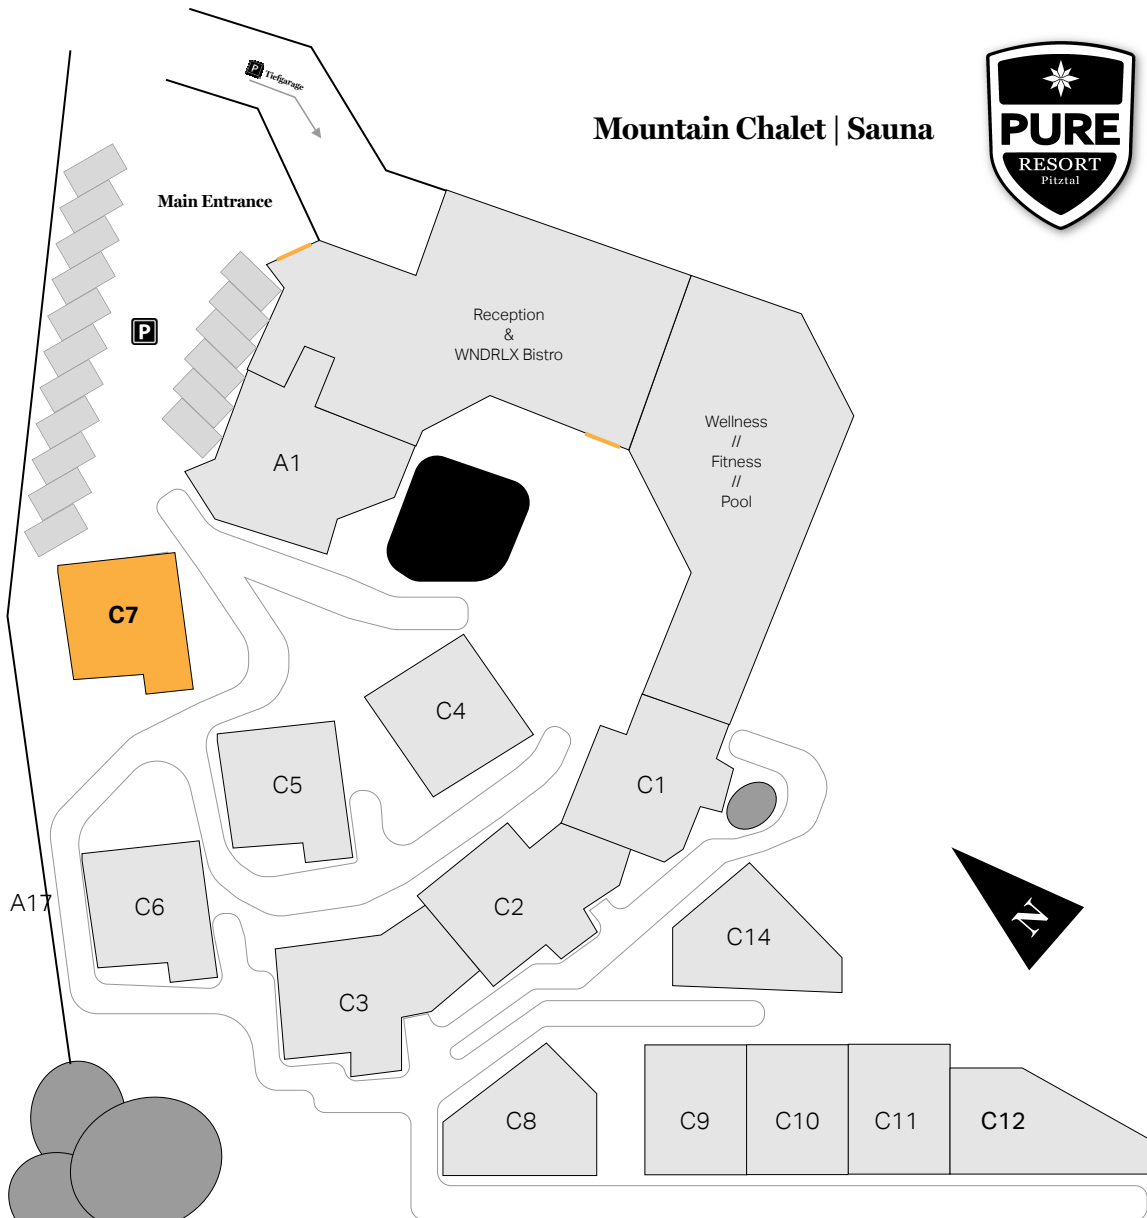 P Tiefgarage
Mountain Chalet | Sauna
PURE
RESORT
Pitztal
Main Entrance
P
Reception
&
WNDRLX Bistro
Wellness
//
Fitness
//
Pool
A1
C7
C4
C5
C1
A17
C6
C2
C14
N
C3
C8
C9
C10
C11
C12